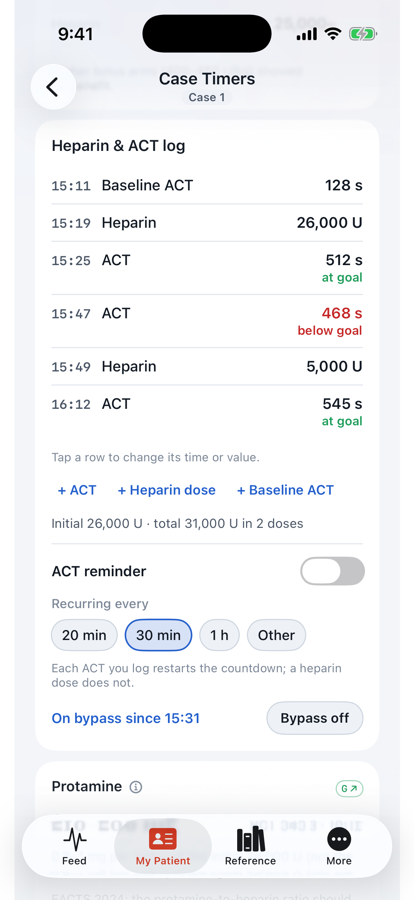 9:41
Case Timers
Case 1
Heparin & ACT log
15:11 Baseline ACT 128 s
15:19 Heparin 26,000 U
15:25 ACT 512 s
at goal
15:47 ACT 468 s
below goal
15:49 Heparin 5,000 U
16:12 ACT 545 s
at goal
Tap a row to change its time or value.
+ ACT + Heparin dose + Baseline ACT
Initial 26,000 U · total 31,000 U in 2 doses
ACT reminder
Recurring every
20 min 30 min 1 h Other
Each ACT you log restarts the countdown; a heparin
dose does not.
On bypass since 15:31 Bypass off
Protamine G↗
Feed My Patient Reference More